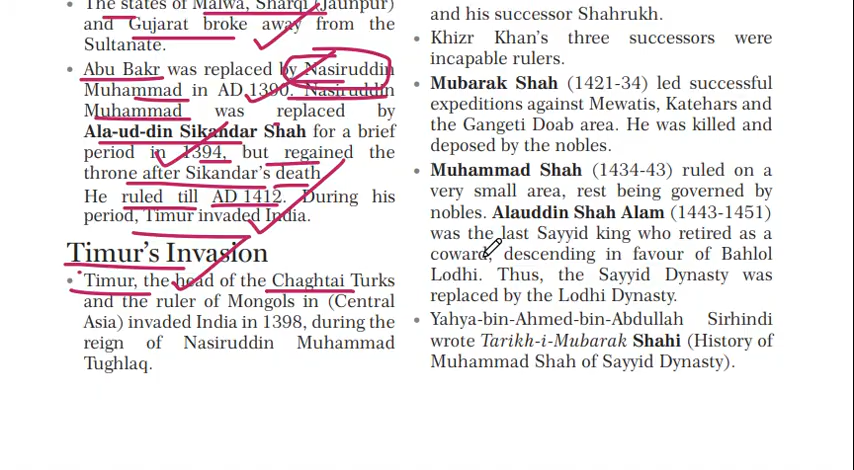 The states of Malwa, Sharqi (Jaunpur)
and Gujarat broke away from the
Sultanate.
• Abu Bakr was replaced by Nasiruddin
Muhammad in AD 1390. Nasiruddin
Muhammad was replaced by
Ala-ud-din Sikandar Shah for a brief
period in 1394, but regained the
throne after Sikandar's death
He ruled till AD 1412. During his
period, Timur invaded India.
Timur's Invasion
• Timur, the head of the Chaghtai Turks
and the ruler of Mongols in (Central
Asia) invaded India in 1398, during the
reign of Nasiruddin Muhammad
Tughlaq.
and his successor Shahrukh.
• Khizr Khan's three successors were
incapable rulers.
• Mubarak Shah (1421-34) led successful
expeditions against Mewatis, Katehars and
the Gangeti Doab area. He was killed and
deposed by the nobles.
• Muhammad Shah (1434-43) ruled on a
very small area, rest being governed by
nobles. Alauddin Shah Alam (1443-1451)
was the last Sayyid king who retired as a
coward, descending in favour of Bahlol
Lodhi. Thus, the Sayyid Dynasty was
replaced by the Lodhi Dynasty.
• Yahya-bin-Ahmed-bin-Abdullah Sirhindi
wrote Tarikh-i-Mubarak Shahi (History of
Muhammad Shah of Sayyid Dynasty).